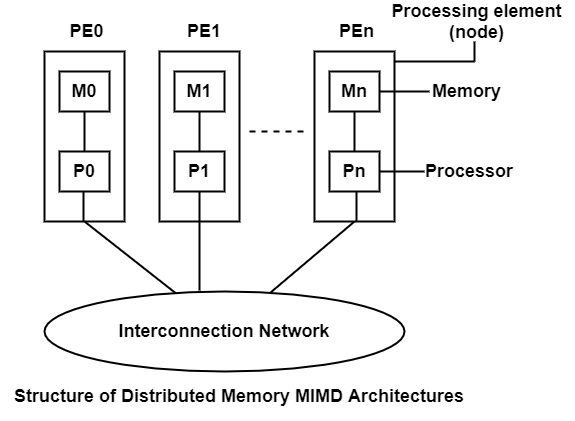 Processing element
(node)
PE0
PE1
PEn
M0
M1
Mn
Memory
P0
P1
Pn
Processor
Interconnection Network
Structure of Distributed Memory MIMD Architectures